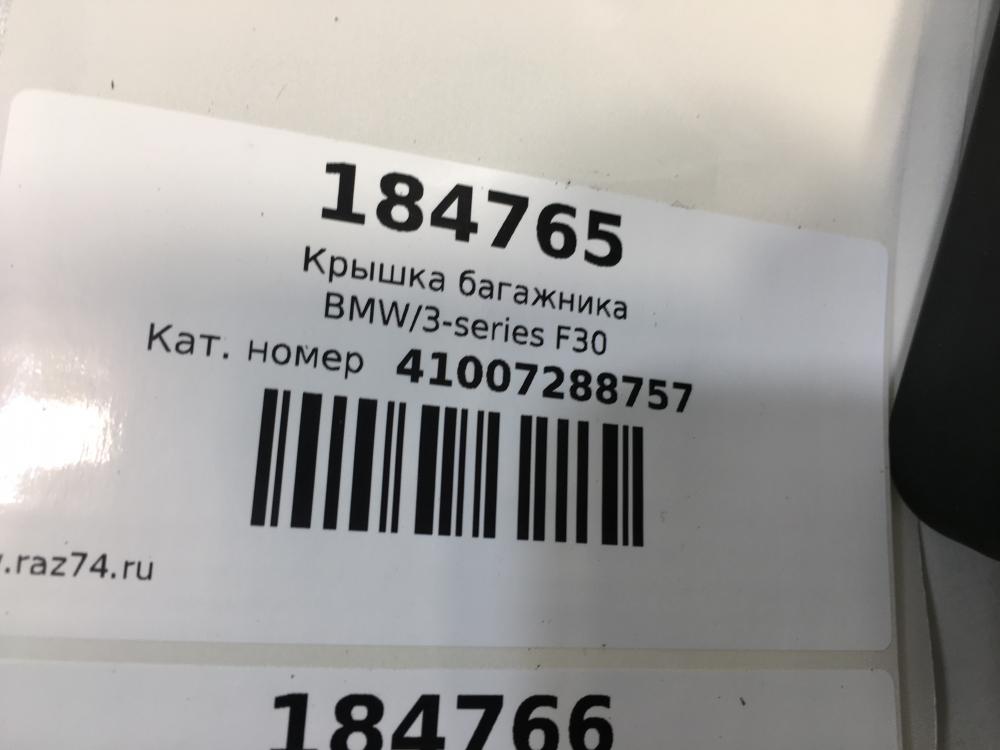 184765
Крышка багажника
BMW/3-series F30
Кат. номер 41007288757
.raz74.ru
184766